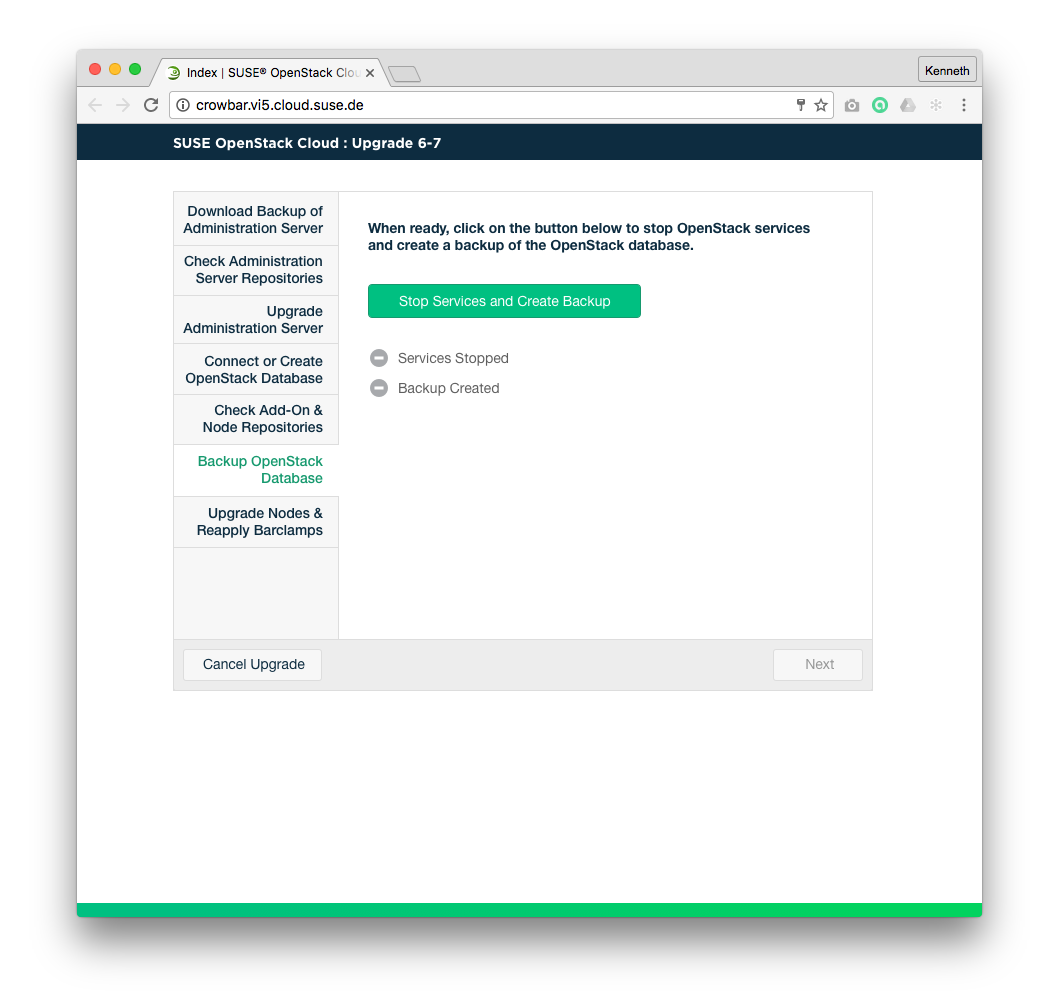 Index | SUSE® OpenStack Clou
Kenneth
crowbar.vi5.cloud.suse.de
SUSE OpenStack Cloud : Upgrade 6-7
Download Backup of
Administration Server
Check Administration
Server Repositories
Upgrade
Administration Server
Connect or Create
OpenStack Database
Check Add-On &
Node Repositories
Backup OpenStack
Database
Upgrade Nodes &
Reapply Barclamps
When ready, click on the button below to stop OpenStack services
and create a backup of the OpenStack database.
Stop Services and Create Backup
Services Stopped
Backup Created
Cancel Upgrade
Next